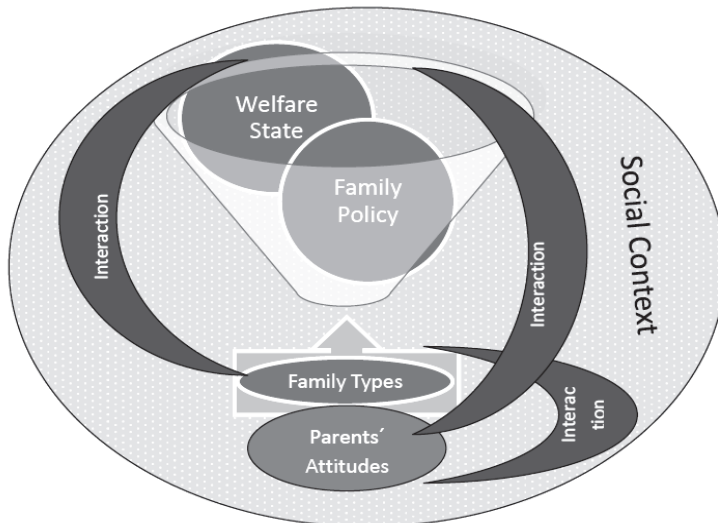 Welfare
State
Family
Policy
Social Context
Interaction
Interaction
Family Types
Parents´
Attitudes
Interac
tion